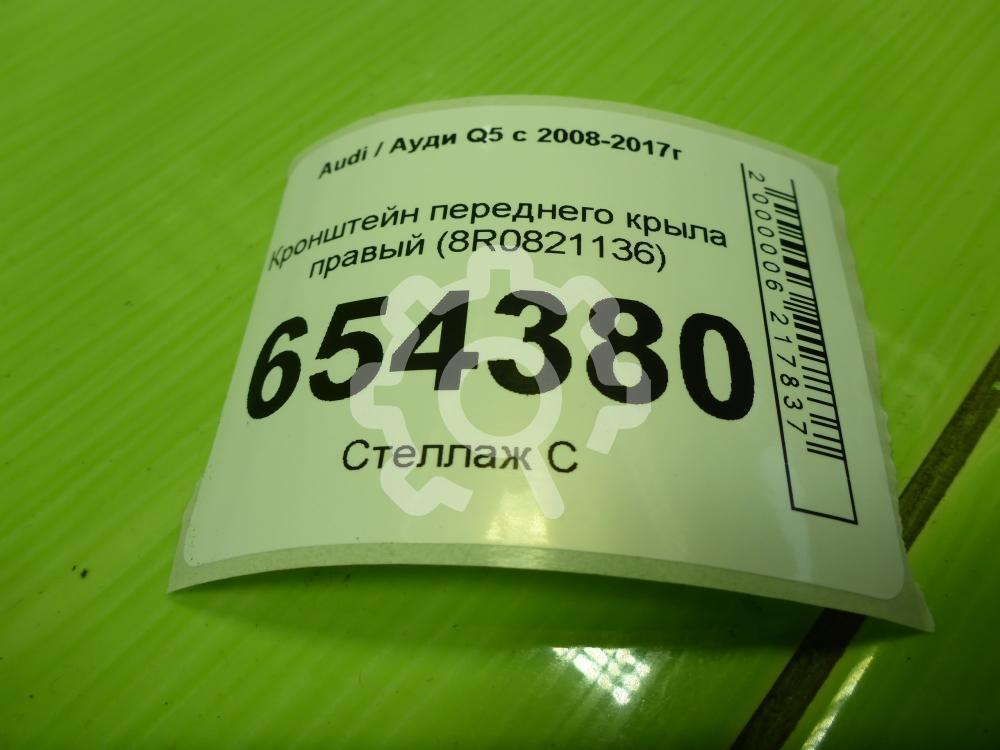 Audi / Ауди Q5 с 2008-2017г
Кронштейн переднего крыла
правый (8R0821136)
654380
Стеллаж С
2000006217837